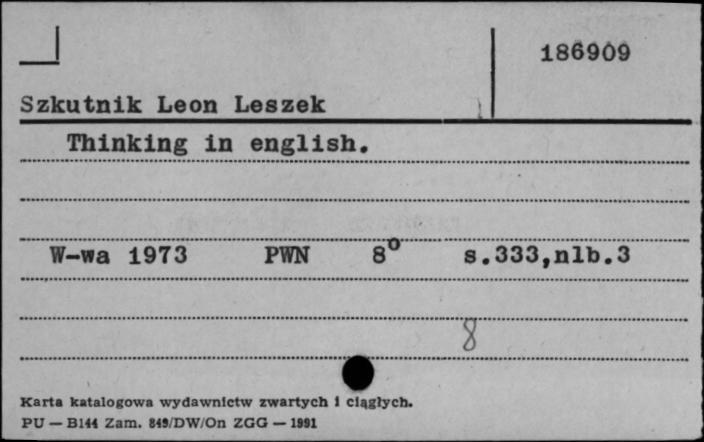 186909
Szkutnik Leon Leszek
Thinking in english.
W-wa 1973 PWN 8° s.333,nlb.3
8
Karta katalogowa wydawnictw zwartych i ciągłych.
PU — B144 Zam. 849/DW/On ZGG — 1991